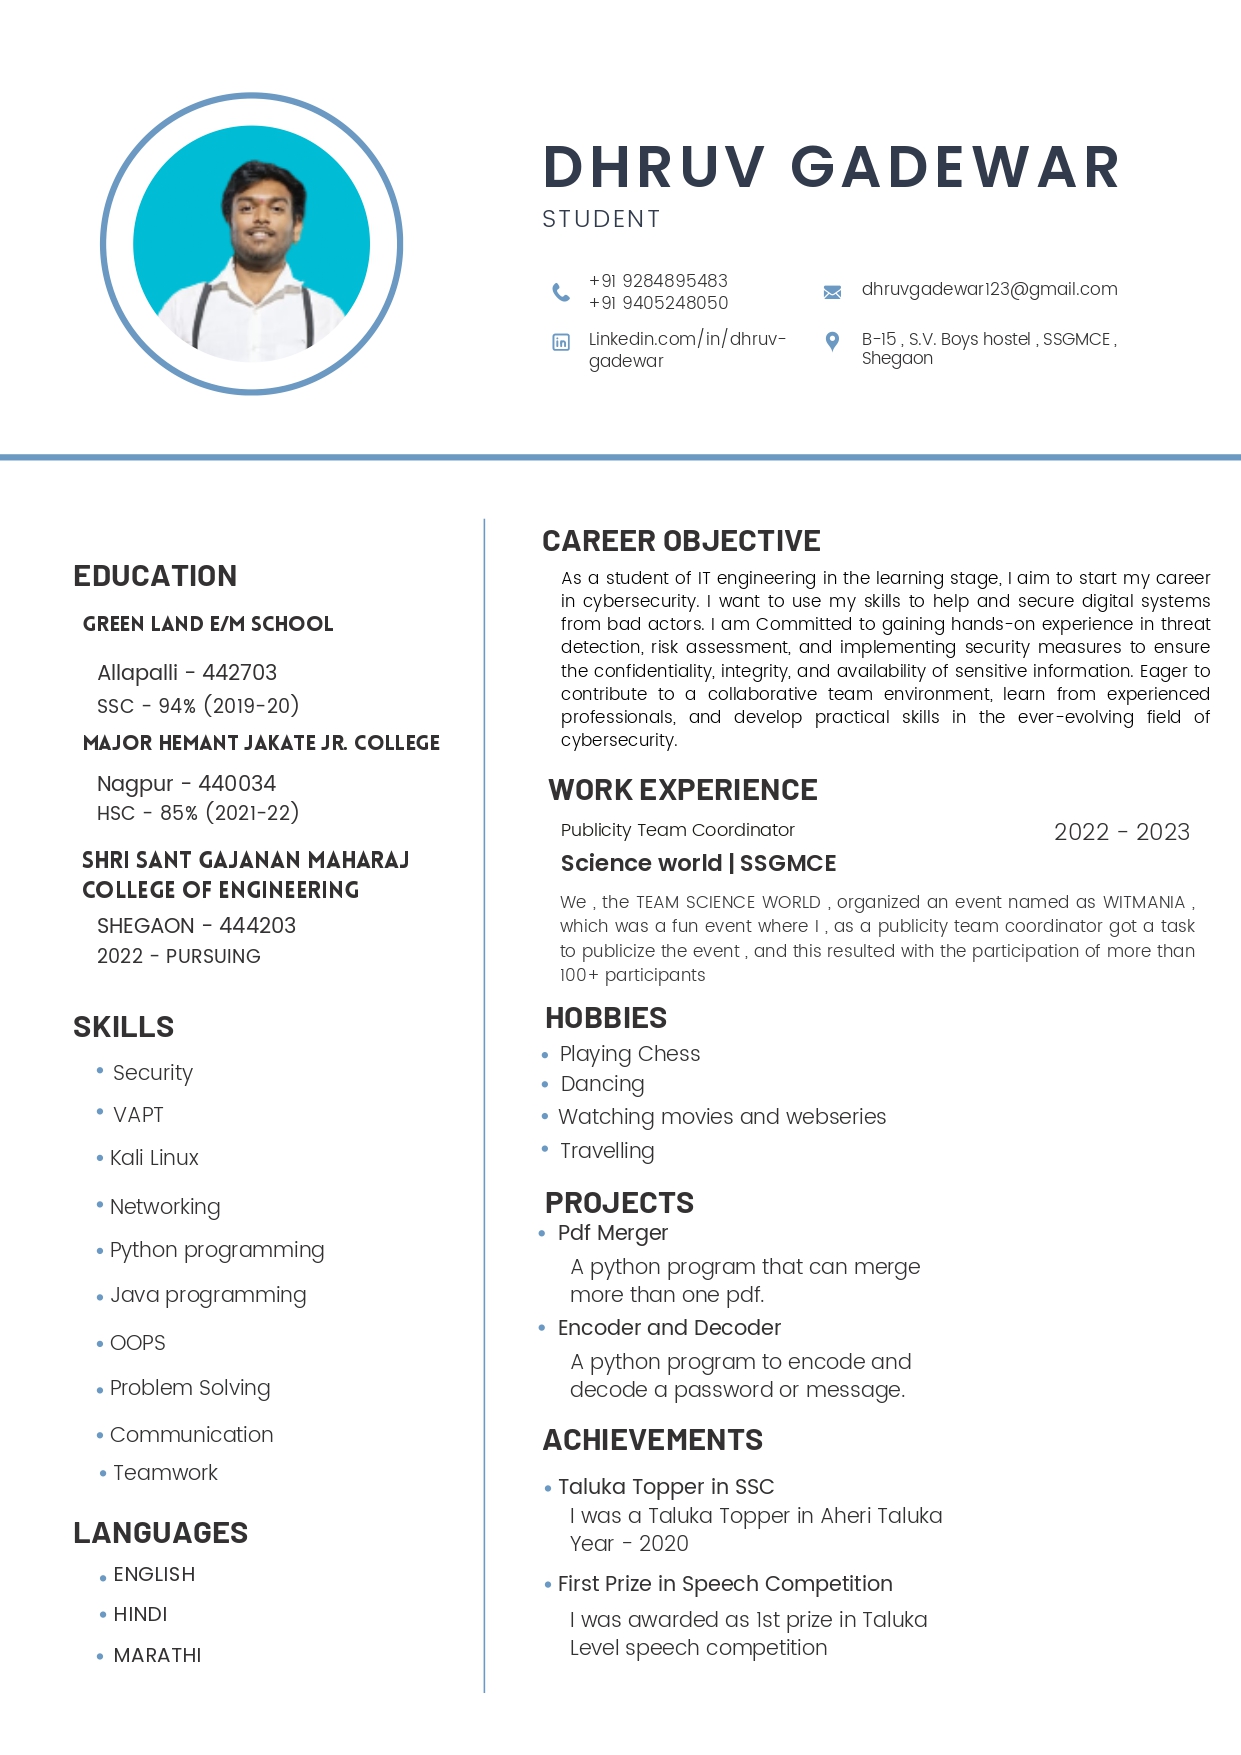 DHRUV GADEWAR
STUDENT
+91 9284895483
+91 9405248050
dhruvgadewar123@gmail.com
Linkedin.com/in/dhruv-
gadewar
B-15 , S.V. Boys hostel , SSGMCE ,
Shegaon
EDUCATION
GREEN LAND E/M SCHOOL
Allapalli - 442703
SSC - 94% (2019-20)
MAJOR HEMANT JAKATE JR. COLLEGE
Nagpur - 440034
HSC - 85% (2021-22)
SHRI SANT GAJANAN MAHARAJ
COLLEGE OF ENGINEERING
SHEGAON - 444203
2022 - PURSUING
SKILLS
Security
VAPT
Kali Linux
Networking
Python programming
Java programming
OOPS
Problem Solving
Communication
Teamwork
LANGUAGES
ENGLISH
HINDI
MARATHI
CAREER OBJECTIVE
As a student of IT engineering in the learning stage, I aim to start my career
in cybersecurity. I want to use my skills to help and secure digital systems
from bad actors. I am Committed to gaining hands-on experience in threat
detection, risk assessment, and implementing security measures to ensure
the confidentiality, integrity, and availability of sensitive information. Eager to
contribute to a collaborative team environment, learn from experienced
professionals, and develop practical skills in the ever-evolving field of
cybersecurity.
WORK EXPERIENCE
Publicity Team Coordinator
2022 - 2023
Science world | SSGMCE
We , the TEAM SCIENCE WORLD , organized an event named as WITMANIA ,
which was a fun event where I , as a publicity team coordinator got a task
to publicize the event , and this resulted with the participation of more than
100+ participants
HOBBIES
Playing Chess
Dancing
Watching movies and webseries
Travelling
PROJECTS
Pdf Merger
A python program that can merge
more than one pdf.
Encoder and Decoder
A python program to encode and
decode a password or message.
ACHIEVEMENTS
Taluka Topper in SSC
I was a Taluka Topper in Aheri Taluka
Year - 2020
First Prize in Speech Competition
I was awarded as 1st prize in Taluka
Level speech competition